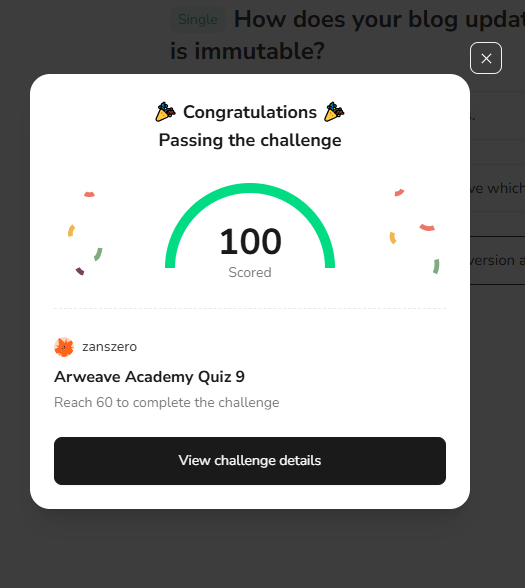 Single How does your blog updat
is immutable?
Congratulations
Passing the challenge
ve which
version a
100
Scored
zanszero
Arweave Academy Quiz 9
Reach 60 to complete the challenge
View challenge details